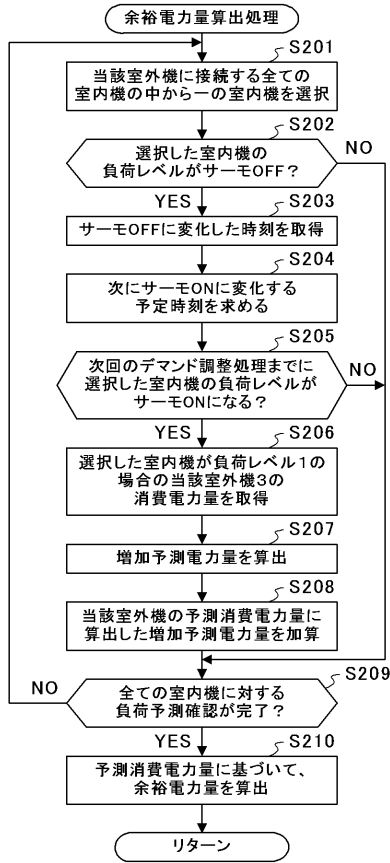 余裕電力量算出処理
S201
当該室外機に接続する全ての
室内機の中から一の室内機を選択
S202
選択した室内機の
負荷レベルがサーモOFF？
NO
YES
S203
サーモOFFに変化した時刻を取得
S204
次にサーモONに変化する
予定時刻を求める
S205
次回のデマンド調整処理までに
選択した室内機の負荷レベルが
サーモONになる？
NO
YES
S206
選択した室内機が負荷レベル1の
場合の当該室外機3の
消費電力量を取得
S207
増加予測電力量を算出
S208
当該室外機の予測消費電力量に
算出した増加予測電力量を加算
S209
全ての室内機に対する
負荷予測確認が完了？
NO
YES
S210
予測消費電力量に基づいて、
余裕電力量を算出
リターン